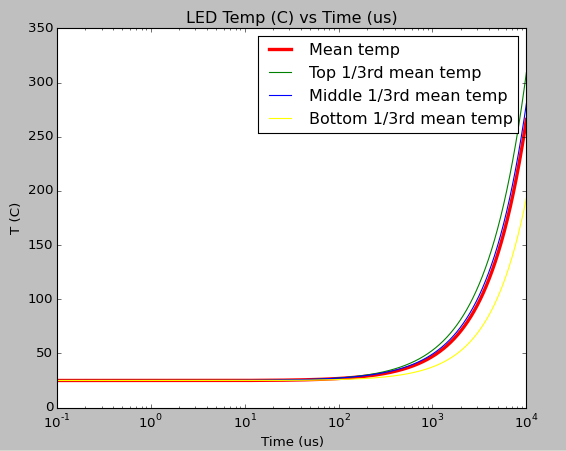 LED Temp (C) vs Time (us)
350
300
250
200
150
100
50
0
T (C)
Mean temp
Top 1/3rd mean temp
Middle 1/3rd mean temp
Bottom 1/3rd mean temp
10⁻¹ 10⁰ 10¹ 10² 10³ 10⁴
Time (us)